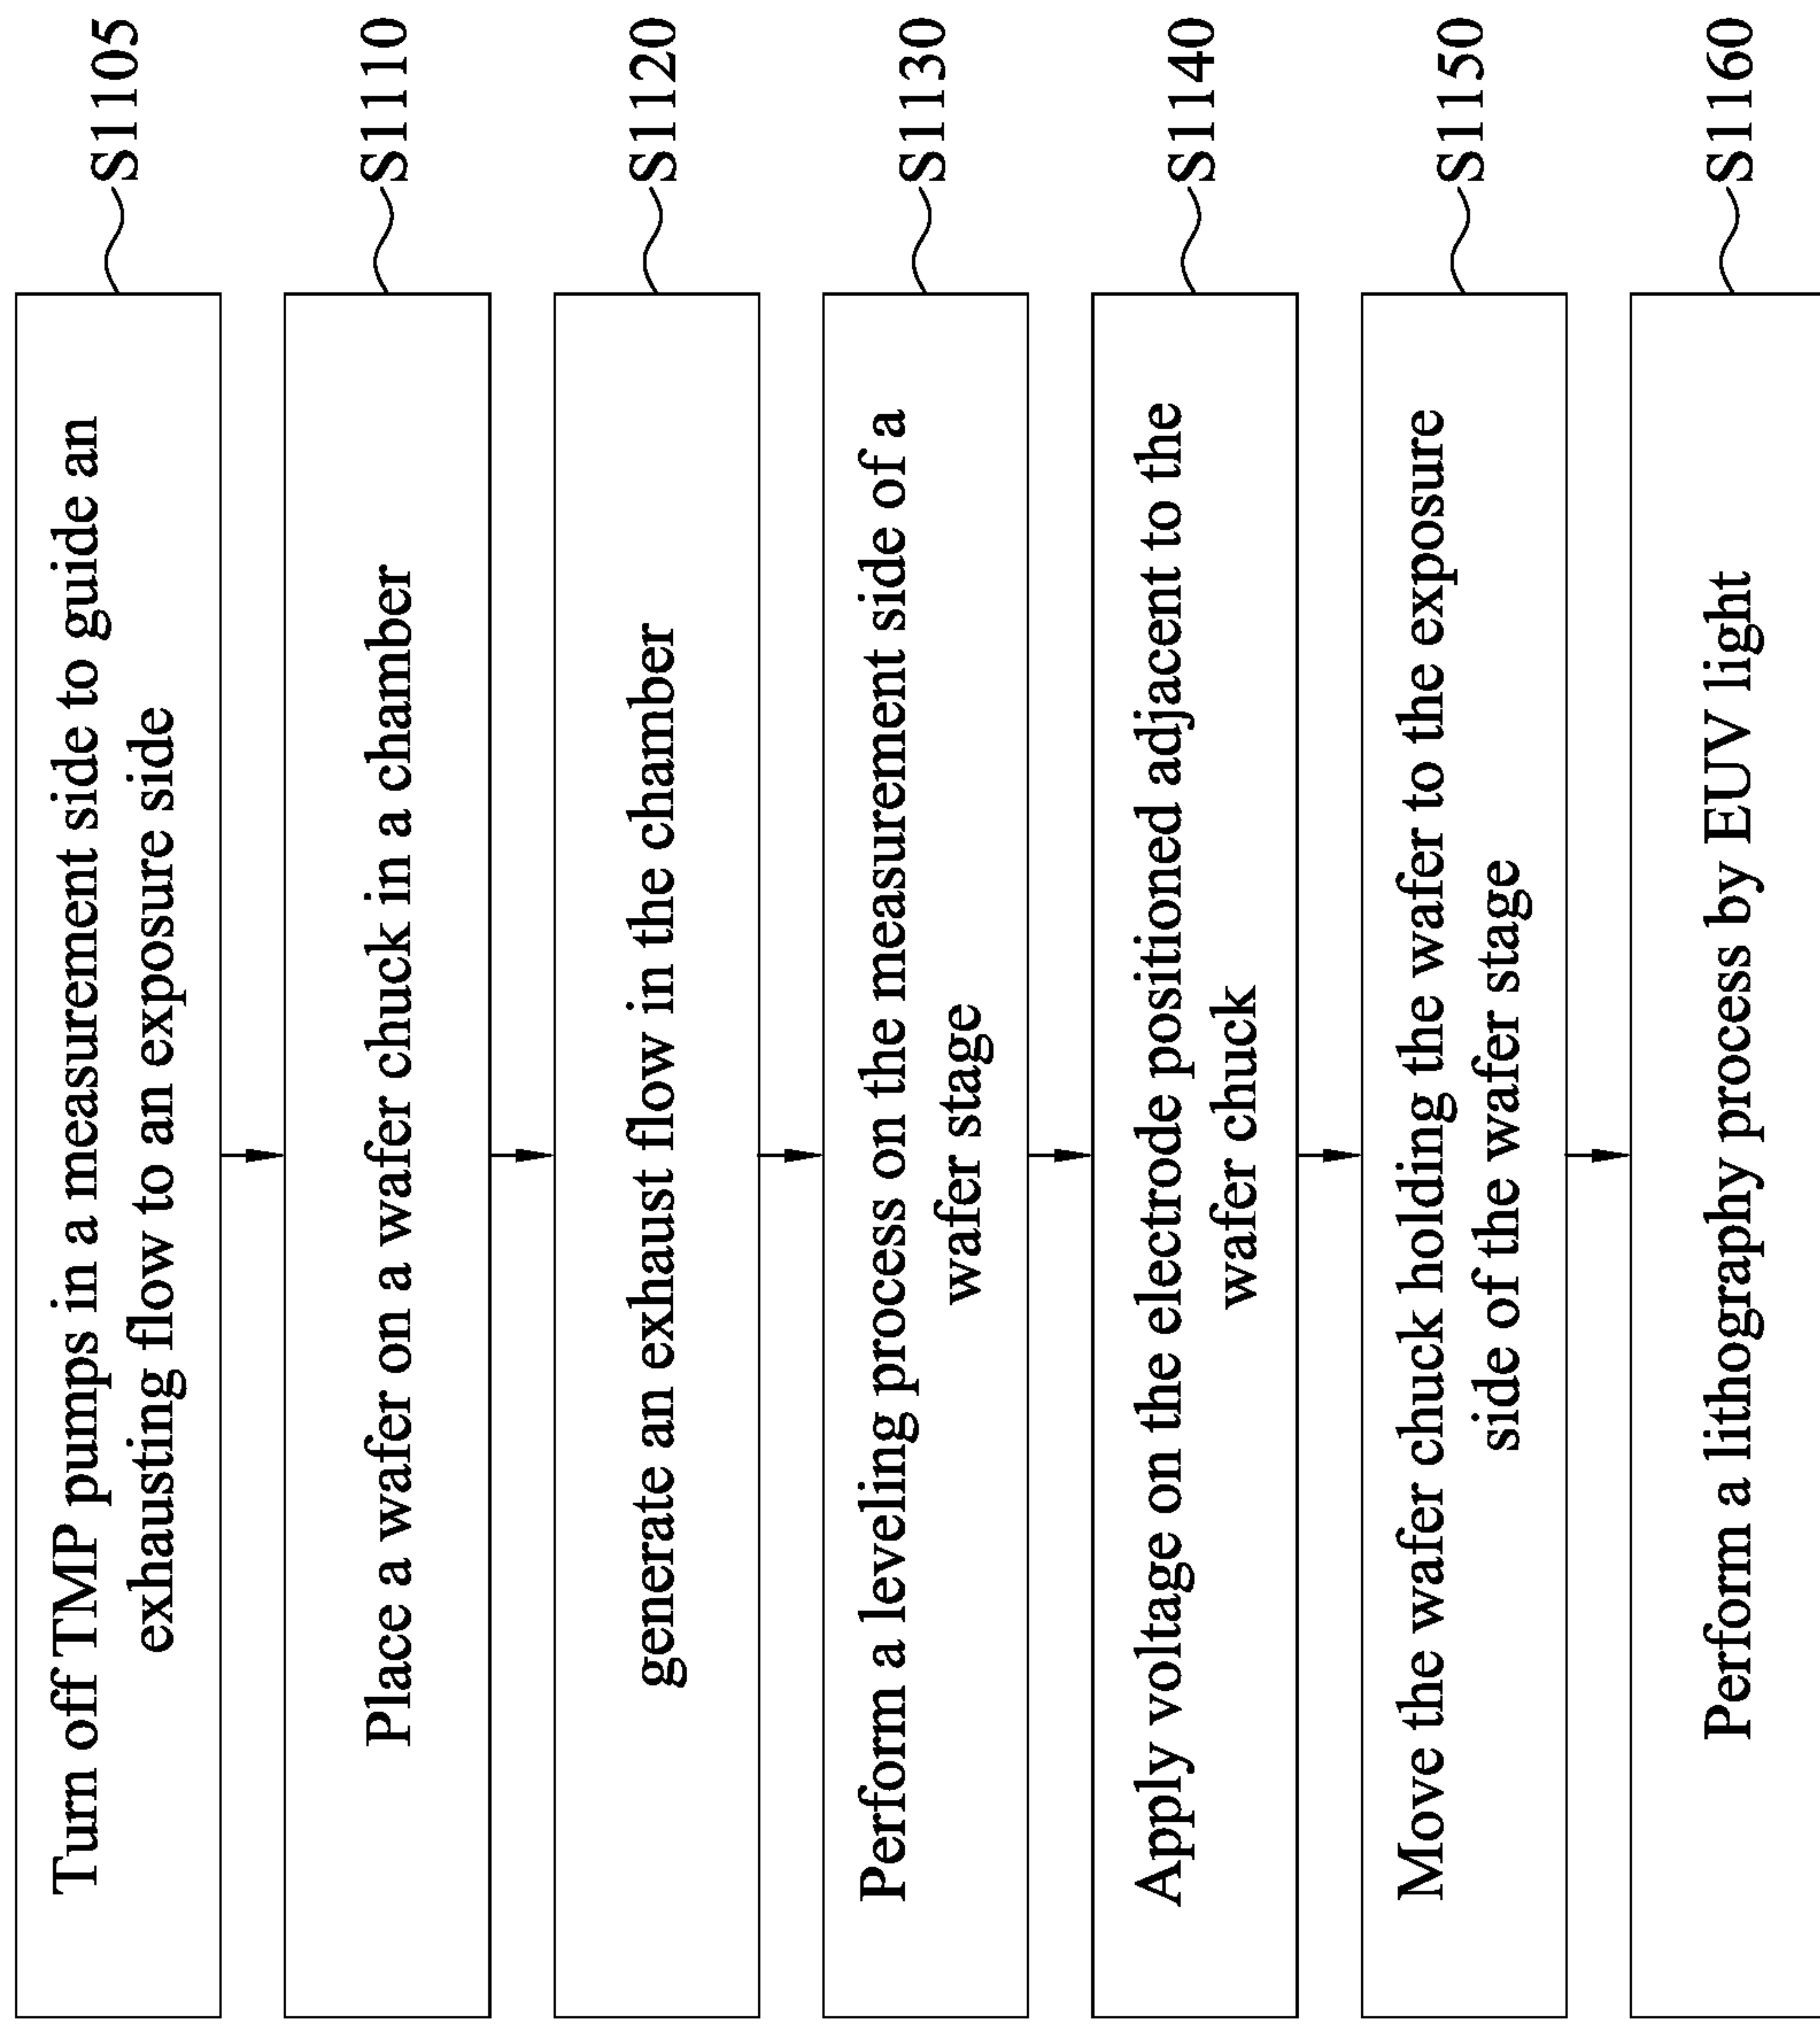 Turn off TMP pumps in a measurement side to guide an
exhausting flow to an exposure side
S1105
Place a wafer on a wafer chuck in a chamber
S1110
generate an exhaust flow in the chamber
S1120
Perform a leveling process on the measurement side of a
wafer stage
S1130
Apply voltage on the electrode positioned adjacent to the
wafer chuck
S1140
Move the wafer chuck holding the wafer to the exposure
side of the wafer stage
S1150
Perform a lithography process by EUV light
S1160